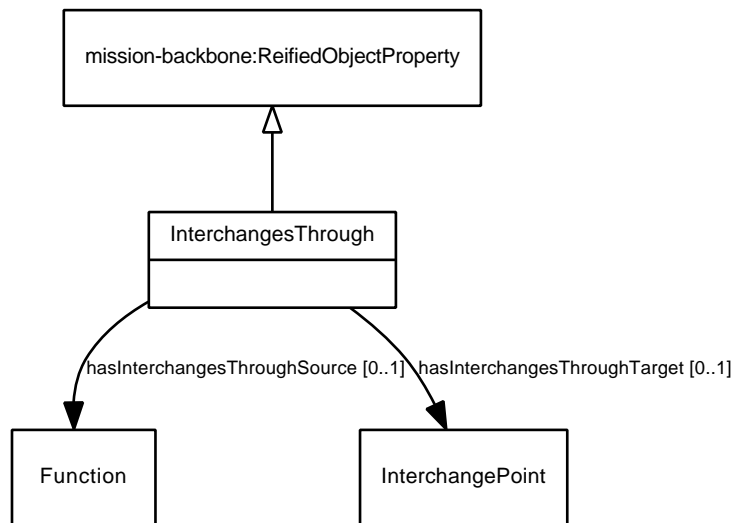 mission-backbone:ReifiedObjectProperty
InterchangesThrough
hasInterchangesThroughSource [0..1]
hasInterchangesThroughTarget [0..1]
Function
InterchangePoint